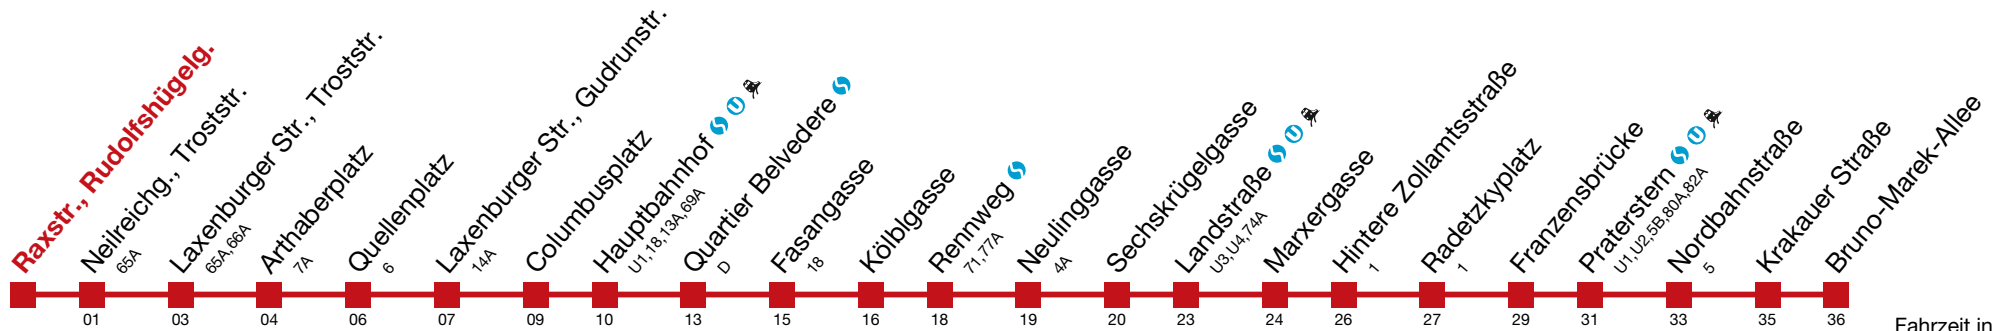 Raxstr., Rudolfshügelg.
Neilreichg., Troststr.
65A
Laxenburger Str., Troststr.
65A,66A
Arthaberplatz
7A
Quellenplatz
6
Laxenburger Str., Gudrunstr.
14A
Columbusplatz
Hauptbahnhof
U1,18,13A,69A
Quartier Belvedere
D
Fasangasse
18
Kölblgasse
Rennweg
71,77A
Neulinggasse
4A
Sechskrügelgasse
Landstraße
U3,U4,74A
Marxergasse
Hintere Zollamtsstraße
1
Radetzkyplatz
1
Franzensbrücke
Praterstern
U1,U2,5B,80A,82A
Nordbahnstraße
5
Krakauer Straße
Bruno-Marek-Allee
01 03 04 06 07 09 10 13 15 16 18 19 20 23 24 26 27 29 31 33 35 36
Fahrzeit in